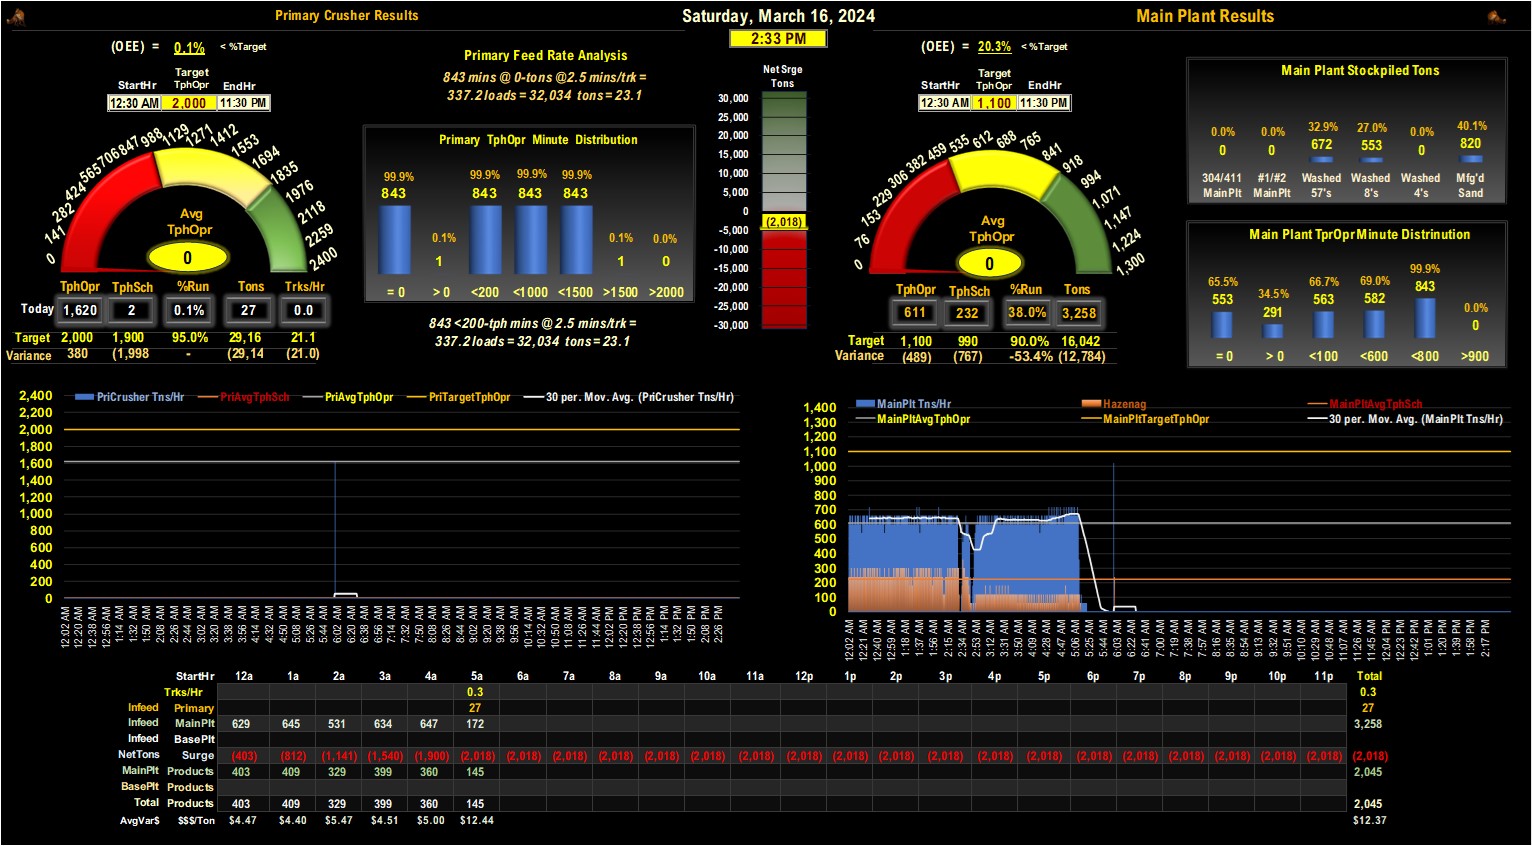 Primary Crusher Results
Saturday, March 16, 2024
Main Plant Results
2:33 PM
(OEE) = 0.1% < %Target
Target
StartHr TphOpr EndHr
12:30 AM 2,000 11:30 PM
0 141 282 424 565 706 847 988 1129 1271 1412 1553 1694 1835 1976 2118 2259 2400
Avg
TphOpr
0
TphOpr TphSch %Run Tons Trks/Hr
Today 1,620 2 0.1% 27 0.0
Target 2,000 1,900 95.0% 29,16 21.1
Variance 380 (1,998 - (29,14 (21.0)
Primary Feed Rate Analysis
843 mins @ 0-tons @2.5 mins/trk =
337.2 loads = 32,034 tons = 23.1
Primary TphOpr Minute Distribution
99.9% 99.9% 99.9% 99.9%
843 843 843 843
0.1% 0.1% 0.0%
1 1 0
= 0 > 0 <200 <1000 <1500 >1500 >2000
843 <200-tph mins @ 2.5 mins/trk =
337.2 loads = 32,034 tons = 23.1
Net Srge
Tons
30,000
25,000
20,000
15,000
10,000
5,000
0
(2,018)
-5,000
-10,000
-15,000
-20,000
-25,000
-30,000
(OEE) = 20.3% < %Target
Target
StartHr TphOpr EndHr
12:30 AM 1,100 11:30 PM
0 76 153 229 306 382 459 535 612 688 765 841 918 994 1,071 1,147 1,224 1,300
Avg
TphOpr
0
TphOpr TphSch %Run Tons
611 232 38.0% 3,258
Target 1,100 990 90.0% 16,042
Variance (489) (767) -53.4% (12,784)
Main Plant Stockpiled Tons
0.0% 0.0% 32.9% 27.0% 0.0% 40.1%
0 0 672 553 0 820
304/411 #1/#2 Washed Washed Washed Mfg'd
MainPlt MainPlt 57's 8's 4's Sand
Main Plant TprOprMinute Distrinution
65.5% 34.5% 66.7% 69.0% 99.9% 0.0%
553 291 563 582 843 0
= 0 > 0 <100 <600 <800 >900
PriCrusher Tns/Hr PriAvgTphSch PriAvgTphOpr PriTargetTphOpr 30 per. Mov. Avg. (PriCrusher Tns/Hr)
2,400
2,200
2,000
1,800
1,600
1,400
1,200
1,000
800
600
400
200
0
12:02 AM 12:20 AM 12:38 AM 12:56 AM 1:14 AM 1:32 AM 1:50 AM 2:08 AM 2:26 AM 2:44 AM 3:02 AM 3:20 AM 3:38 AM 3:56 AM 4:14 AM 4:32 AM 4:50 AM 5:08 AM 5:26 AM 5:44 AM 6:02 AM 6:20 AM 6:38 AM 6:56 AM 7:14 AM 7:32 AM 7:50 AM 8:08 AM 8:26 AM 8:44 AM 9:02 AM 9:20 AM 9:38 AM 9:56 AM 10:14 AM 10:32 AM 10:50 AM 11:08 AM 11:26 AM 11:44 AM 12:02 PM 12:20 PM 12:38 PM 12:56 PM 1:14 PM 1:32 PM 1:50 PM 2:08 PM 2:26 PM
MainPlt Tns/Hr Hazenag MainPltAvgTphSch
MainPltAvgTphOpr MainPltTargetTphOpr 30 per. Mov. Avg. (MainPlt Tns/Hr)
1,400
1,300
1,200
1,100
1,000
900
800
700
600
500
400
300
200
100
0
12:02 AM 12:21 AM 12:40 AM 12:59 AM 1:18 AM 1:37 AM 1:56 AM 2:15 AM 2:34 AM 2:53 AM 3:12 AM 3:31 AM 3:50 AM 4:09 AM 4:28 AM 4:47 AM 5:06 AM 5:25 AM 5:44 AM 6:03 AM 6:22 AM 6:41 AM 7:00 AM 7:19 AM 7:38 AM 7:57 AM 8:16 AM 8:35 AM 8:54 AM 9:13 AM 9:32 AM 9:51 AM 10:10 AM 10:29 AM 10:48 AM 11:07 AM 11:26 AM 11:45 AM 12:04 PM 12:23 PM 12:42 PM 1:01 PM 1:20 PM 1:39 PM 1:58 PM 2:17 PM
StartHr 12a 1a 2a 3a 4a 5a 6a 7a 8a 9a 10a 11a 12p 1p 2p 3p 4p 5p 6p 7p 8p 9p 10p 11p Total
Trks/Hr 0.3 0.3
Infeed Primary 27 27
Infeed MainPlt 629 645 531 634 647 172 3,258
Infeed BasePlt
NetTons Surge (403) (812) (1,141) (1,540) (1,900) (2,018) (2,018) (2,018) (2,018) (2,018) (2,018) (2,018) (2,018) (2,018) (2,018) (2,018) (2,018) (2,018) (2,018) (2,018) (2,018) (2,018) (2,018) (2,018) (2,018)
MainPlt Products 403 409 329 399 360 145 2,045
BasePlt Products
Total Products 403 409 329 399 360 145 2,045
AvgVar$ $$$/Ton $4.47 $4.40 $5.47 $4.51 $5.00 $12.44 $12.37